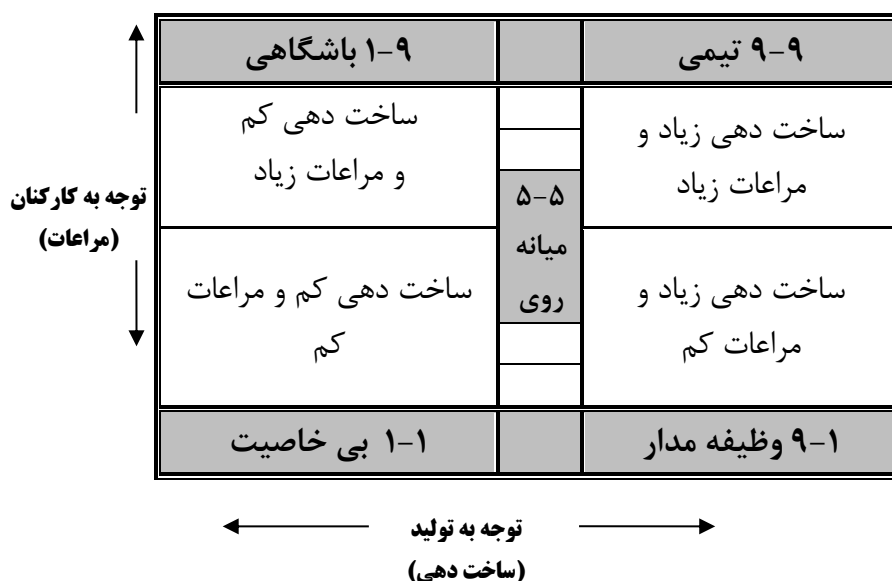 ۹-۹ تیمی
۱-۹ باشگاهی
ساخت دهی زیاد و
مراعات زیاد
ساخت دهی کم
و مراعات زیاد
۵-۵
میانه
روی
توجه به کارکنان
(مراعات)
ساخت دهی زیاد و
مراعات کم
ساخت دهی کم و مراعات
کم
۹-۱ وظیفه مدار
۱-۱ بی خاصیت
توجه به تولید
(ساخت دهی)